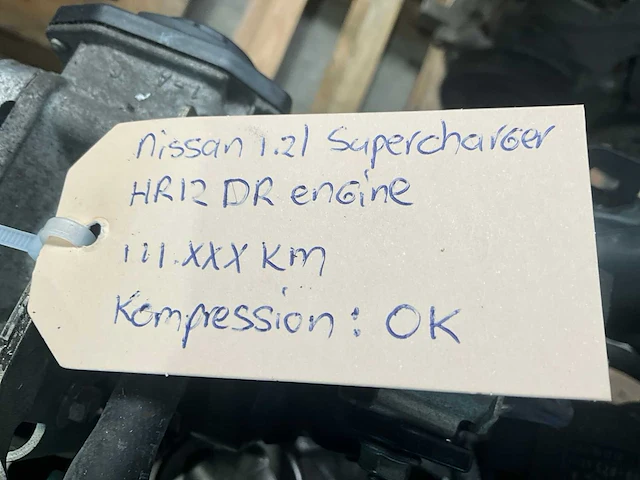 Nissan 1.2l Supercharger
HR12 DR engine
111.XXX Km
Kompression: OK